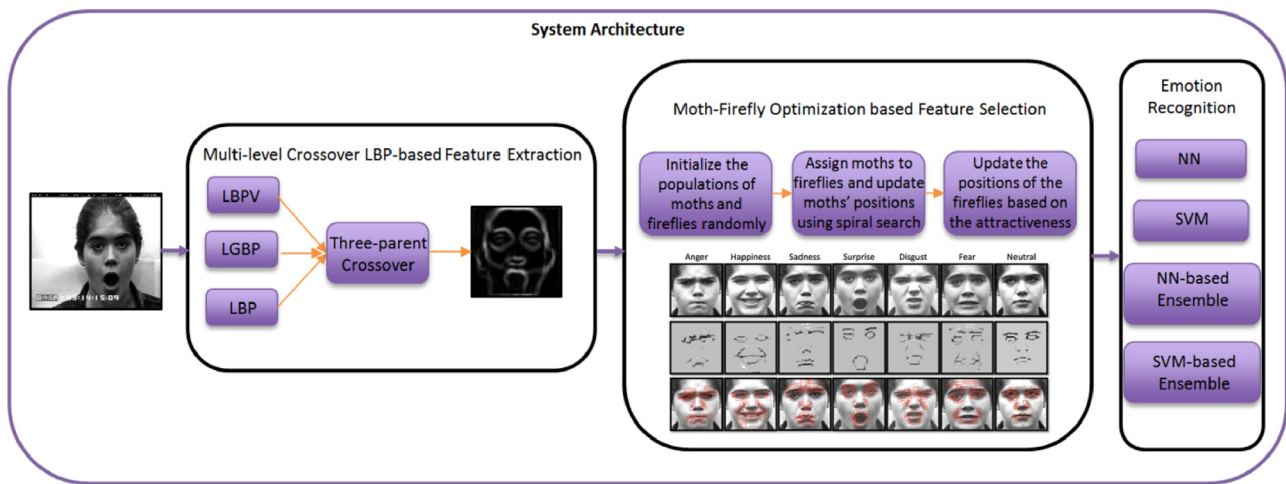 System Architecture
Multi-level Crossover LBP-based Feature Extraction
LBPV
LGBP
LBP
Three-parent
Crossover
Moth-Firefly Optimization based Feature Selection
Initialize the
populations of
moths and
fireflies randomly
Assign moths to
fireflies and update
moths' positions
using spiral search
Update the
positions of the
fireflies based on
the attractiveness
Anger Happiness Sadness Surprise Disgust Fear Neutral
Emotion
Recognition
NN
SVM
NN-based
Ensemble
SVM-based
Ensemble